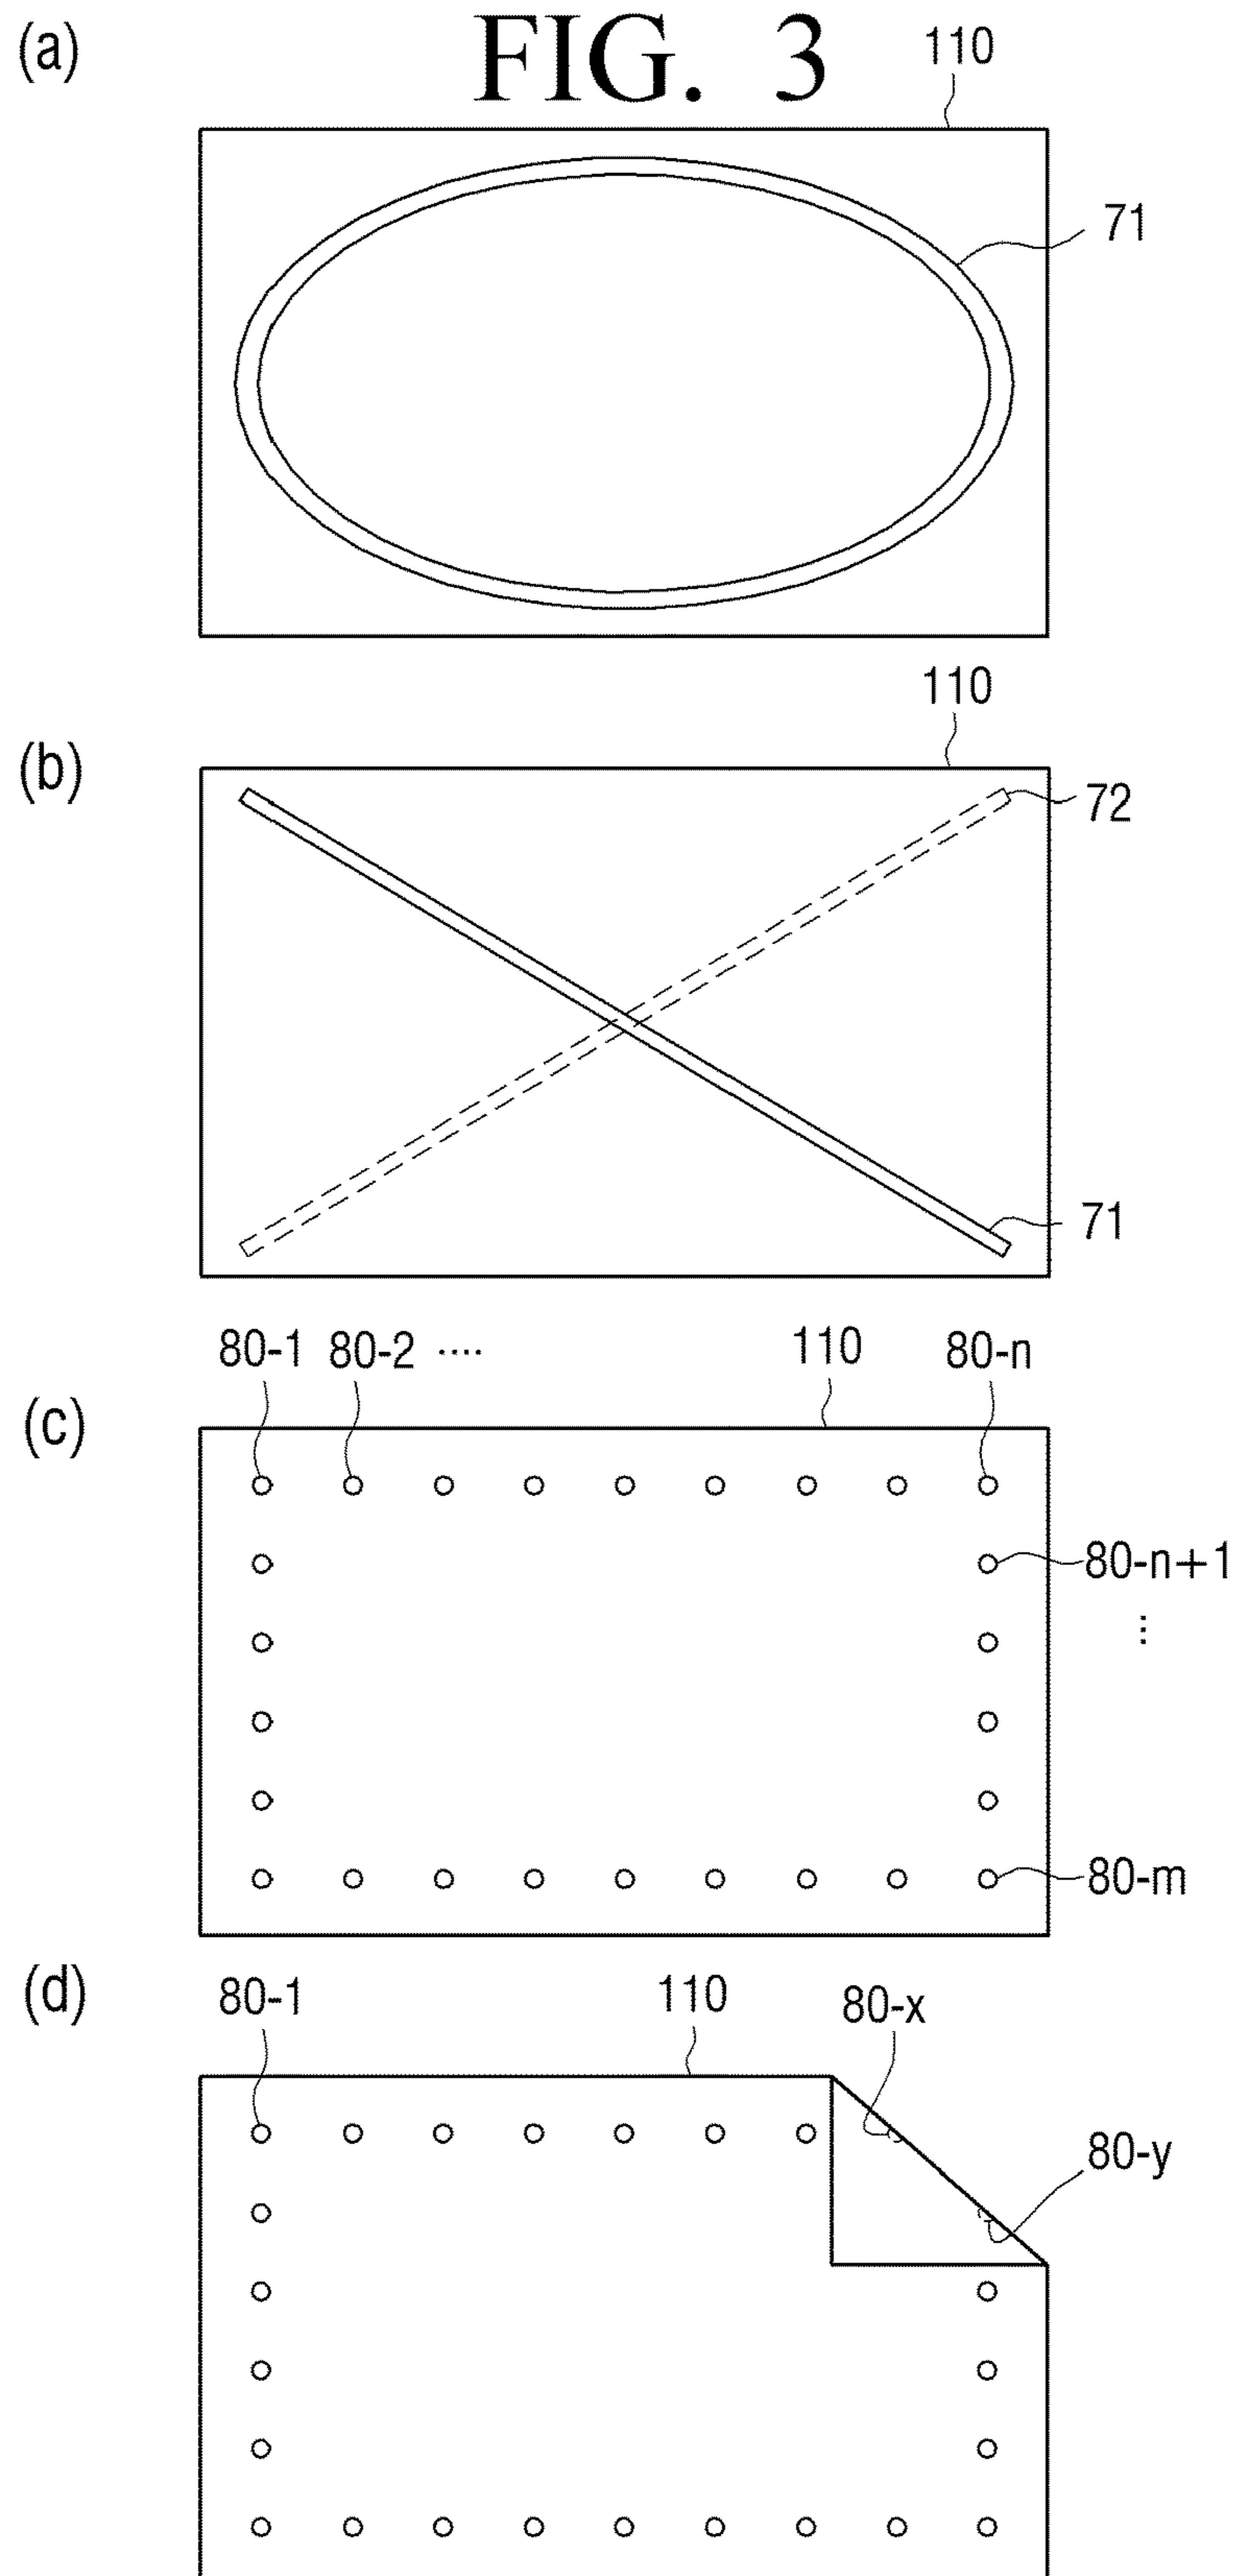 (a)
FIG. 3
110
71
110
(b)
72
71
80-1 80-2 ···· 110 80-n
(c)
80-n+1
⋮
80-m
(d)
80-1
110
80-x
80-y